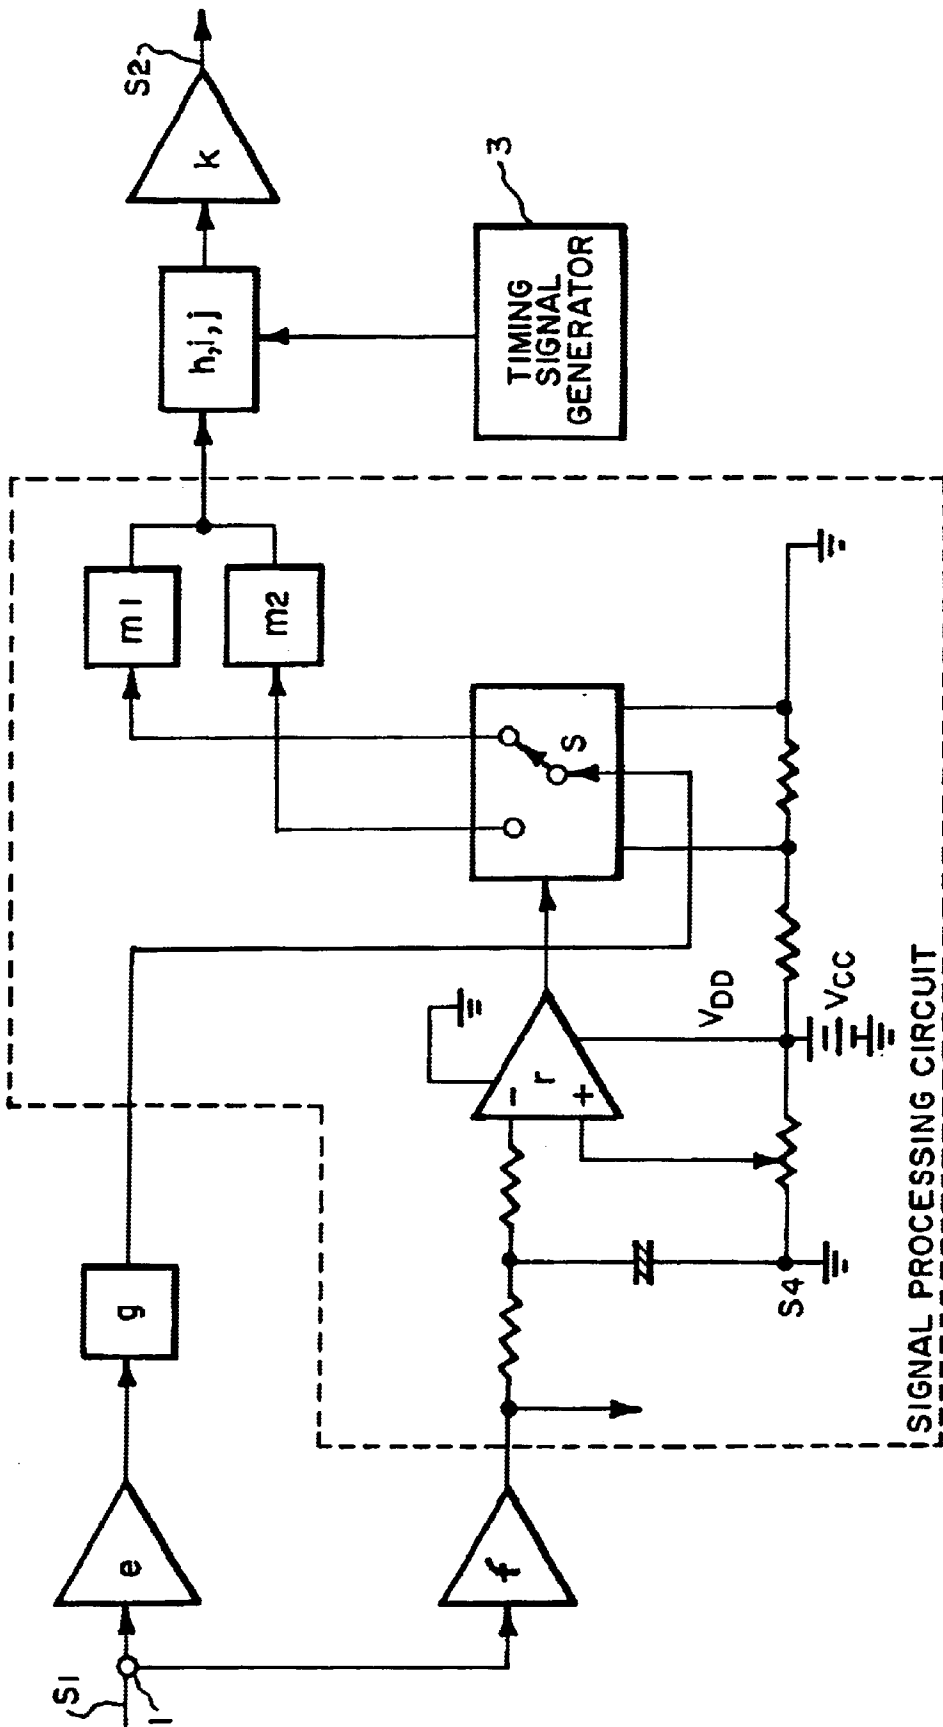 S1
1
e
f
g
SIGNAL PROCESSING CIRCUIT
S4
-
+
r
VDD
VCC
S
m1
m2
h,i,j
TIMING
SIGNAL
GENERATOR
3
k
S2